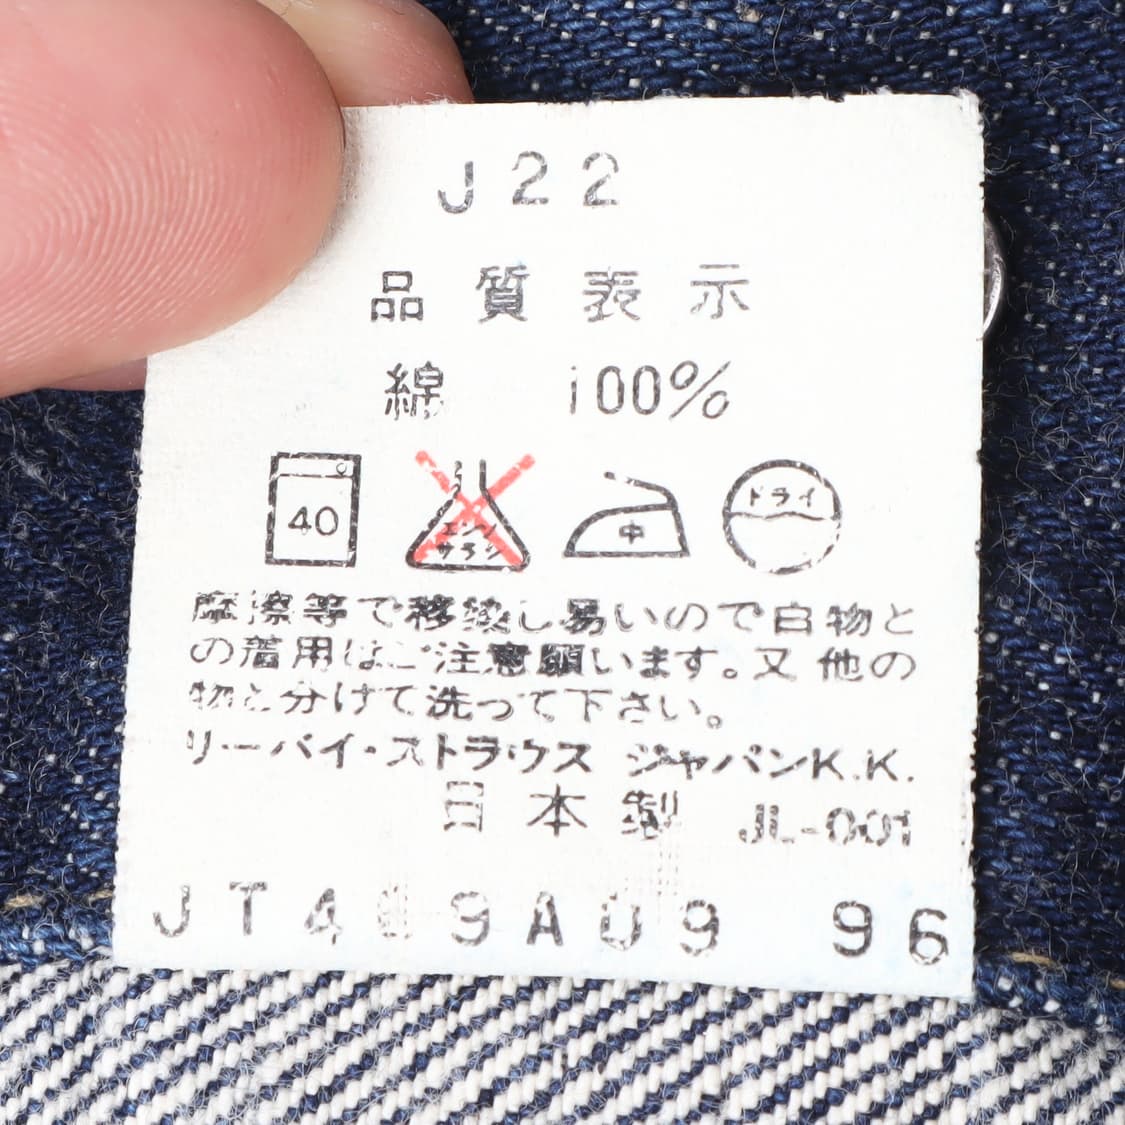 J22
品質表示
綿 100%
40 エンソ サラシ 中 ドライ
摩擦等で移染し易いので白物と
の着用はご注意願います。又他の
物と分けて洗って下さい。
リーバイ・ストラウス ジャパンK.K.
日本製 JL-001
JT409A09 96